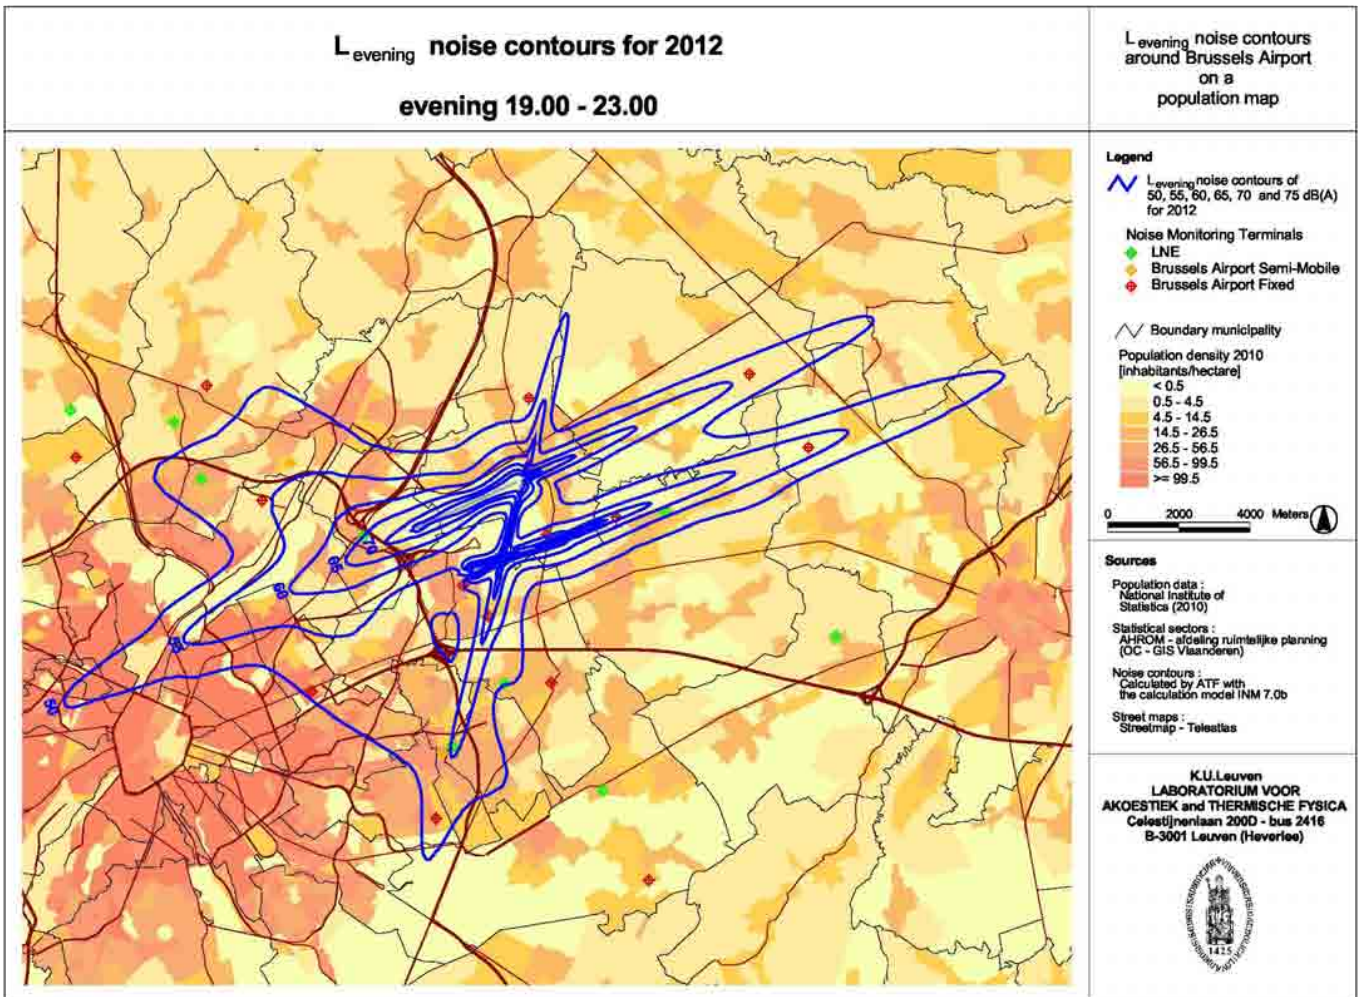 L evening noise contours for 2012
evening 19.00 - 23.00
L evening noise contours
around Brussels Airport
on a
population map
Legend
L evening noise contours of
50, 55, 60, 65, 70 and 75 dB(A)
for 2012
Noise Monitoring Terminals
LNE
Brussels Airport Semi-Mobile
Brussels Airport Fixed
Boundary municipality
Population density 2010
[inhabitants/hectare]
< 0.5
0.5 - 4.5
4.5 - 14.5
14.5 - 26.5
26.5 - 56.5
56.5 - 99.5
>= 99.5
0 2000 4000 Meters
Sources
Population data :
National Institute of
Statistics (2010)
Statistical sectors :
AHROM - afdeling ruimtelijke planning
(OC - GIS Vlaanderen)
Noise contours :
Calculated by ATF with
the calculation model INM 7.0b
Street maps :
Streetmap - Teleatlas
K.U.Leuven
LABORATORIUM VOOR
AKOESTIEK and THERMISCHE FYSICA
Celestijnenlaan 200D - bus 2416
B-3001 Leuven (Heverlee)
1425
70
65
60